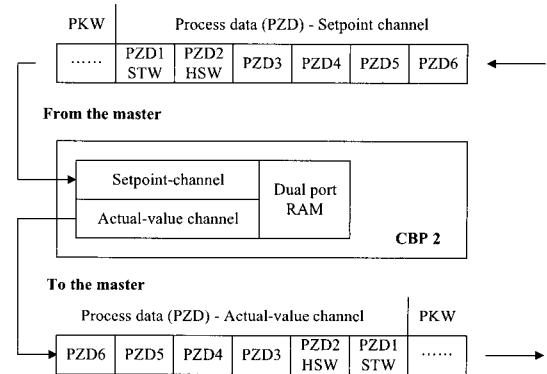 PKW Process data (PZD) - Setpoint channel
...... PZD1 STW PZD2 HSW PZD3 PZD4 PZD5 PZD6
From the master
Setpoint-channel
Dual port RAM
Actual-value channel
CBP 2
To the master
Process data (PZD) - Actual-value channel PKW
PZD6 PZD5 PZD4 PZD3 PZD2 HSW PZD1 STW ......